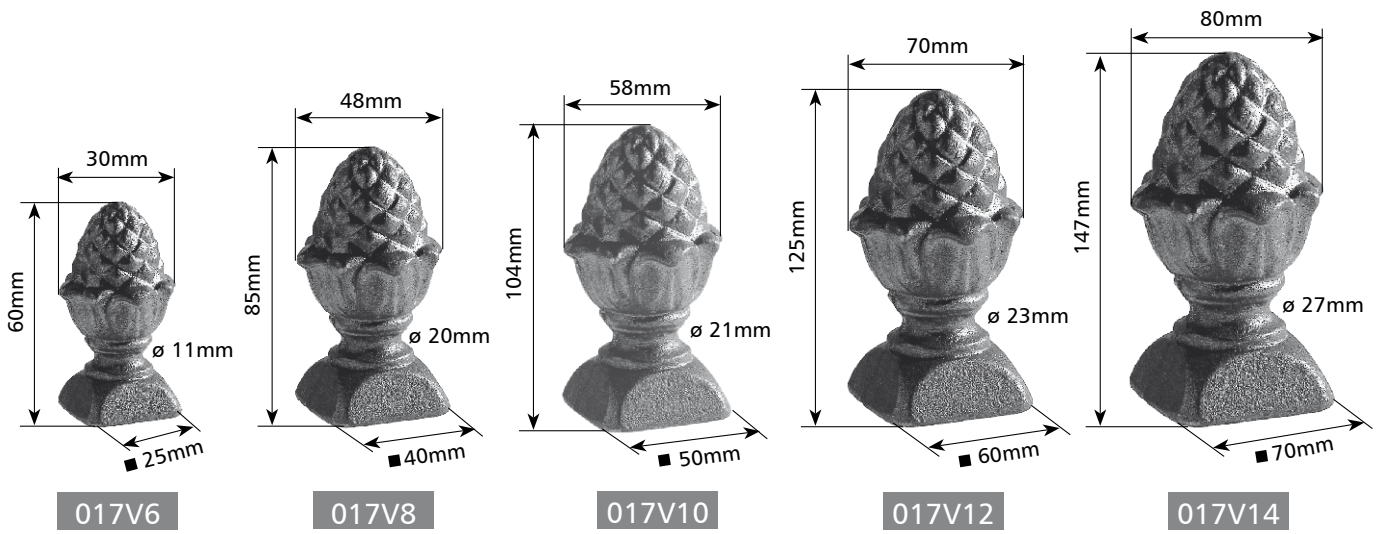 30mm
60mm
ø 11mm
■ 25mm
017V6
48mm
85mm
ø 20mm
■ 40mm
017V8
58mm
104mm
ø 21mm
■ 50mm
017V10
70mm
125mm
ø 23mm
■ 60mm
017V12
80mm
147mm
ø 27mm
■ 70mm
017V14